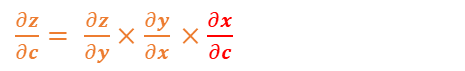 ∂z/∂c = ∂z/∂y × ∂y/∂x × ∂x/∂c